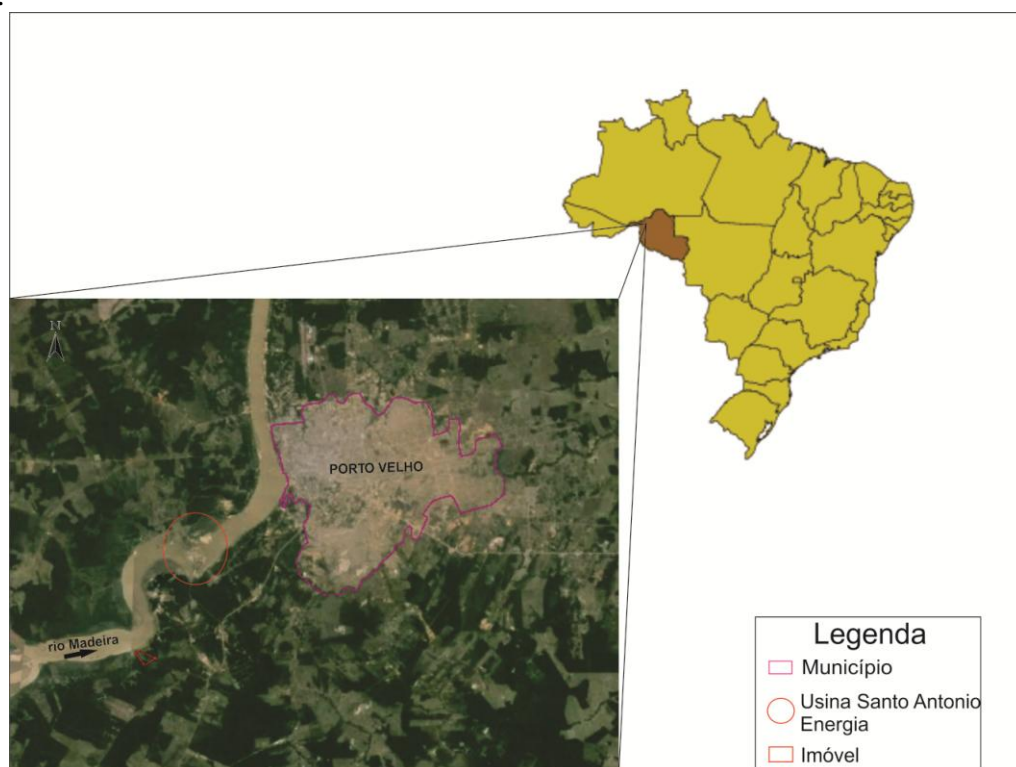 N
PORTO VELHO
rio Madeira
Legenda
Município
Usina Santo Antonio
Energia
Imóvel